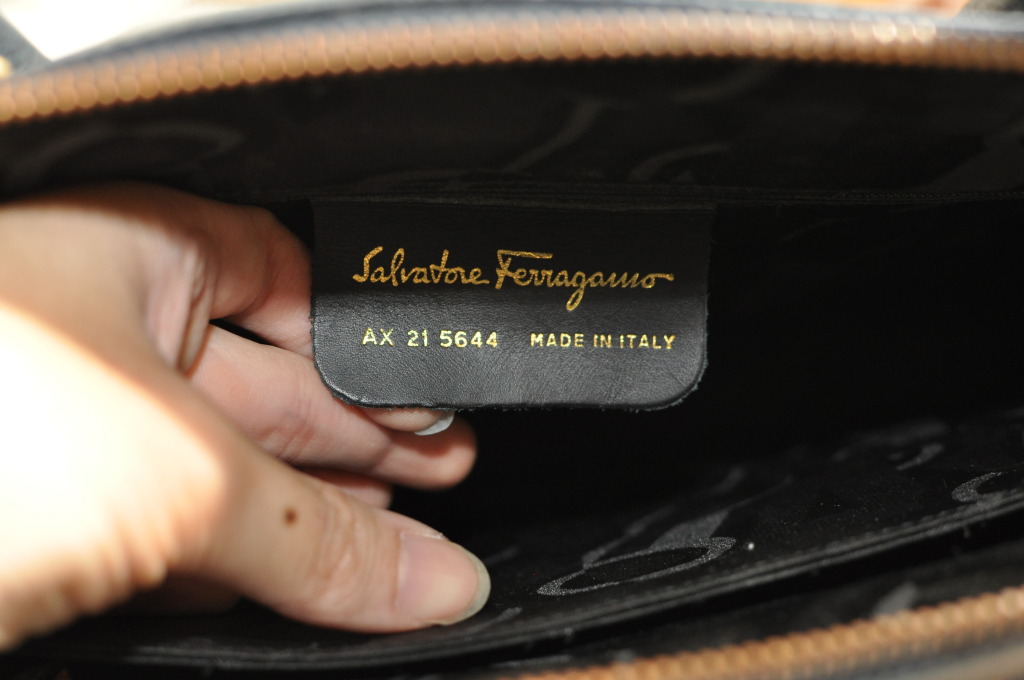 Salvatore Ferragamo
AX 21 5644 MADE IN ITALY